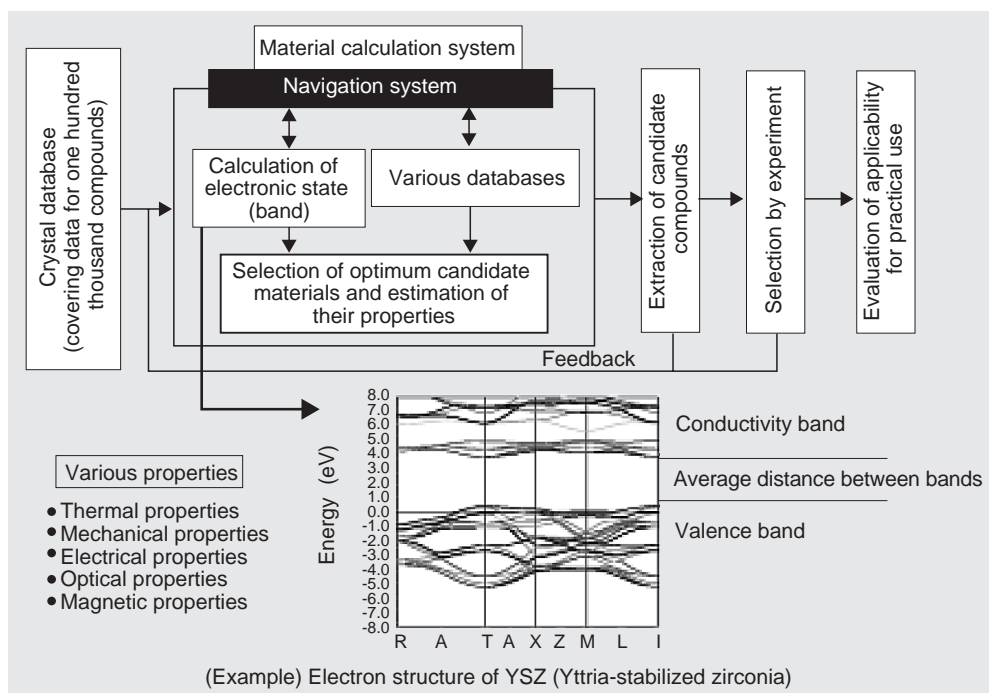 Material calculation system
Navigation system
Crystal database
(covering data for one hundred
thousand compounds)
Calculation of
electronic state
(band)
Various databases
Selection of optimum candidate
materials and estimation of
their properties
Extraction of candidate
compounds
Selection by experiment
Evaluation of applicability
for practical use
Feedback
Various properties
• Thermal properties
• Mechanical properties
• Electrical properties
• Optical properties
• Magnetic properties
Energy (eV)
8.0
7.0
6.0
5.0
4.0
3.0
2.0
1.0
0.0
-1.0
-2.0
-3.0
-4.0
-5.0
-6.0
-7.0
-8.0
R A T A X Z M L I
Conductivity band
Average distance between bands
Valence band
(Example) Electron structure of YSZ (Yttria-stabilized zirconia)